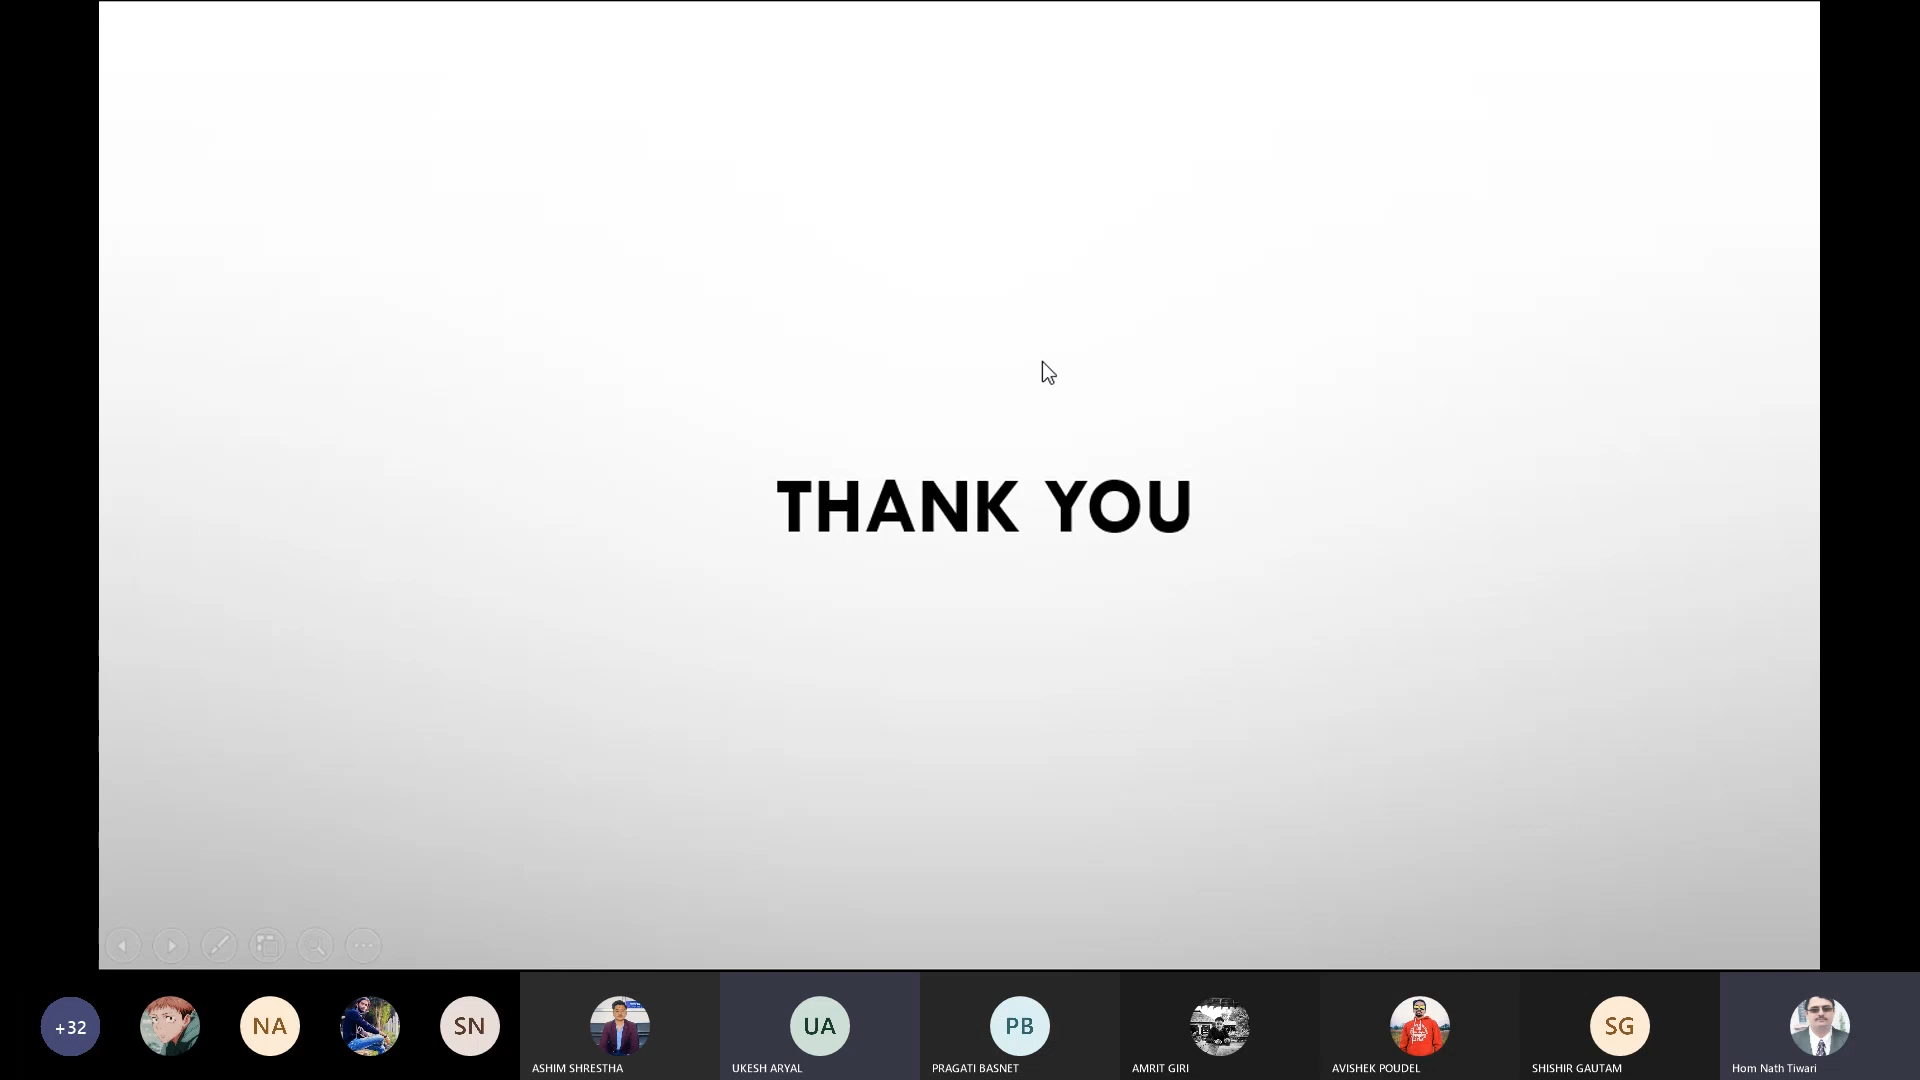 THANK YOU
+32
NA
SN
UA
PB
SG
ASHIM SHRESTHA
UKESH ARYAL
PRAGATI BASNET
AMRIT GIRI
AVISHEK POUDEL
SHISHIR GAUTAM
Hom Nath Tiwari